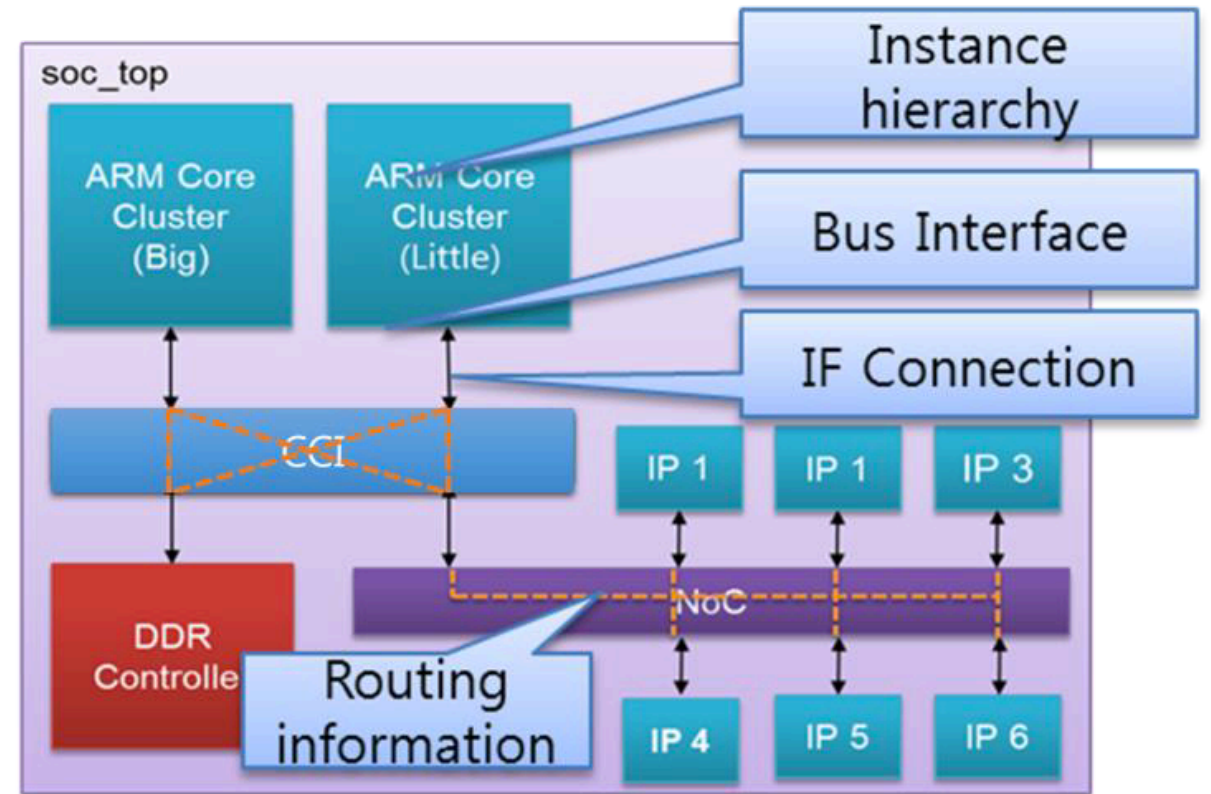 soc_top
Instance
hierarchy
ARM Core
Cluster
(Big)
ARM Core
Cluster
(Little)
Bus Interface
IF Connection
CCI
IP 1
IP 1
IP 3
NoC
DDR
Controlle
Routing
information
IP 4
IP 5
IP 6